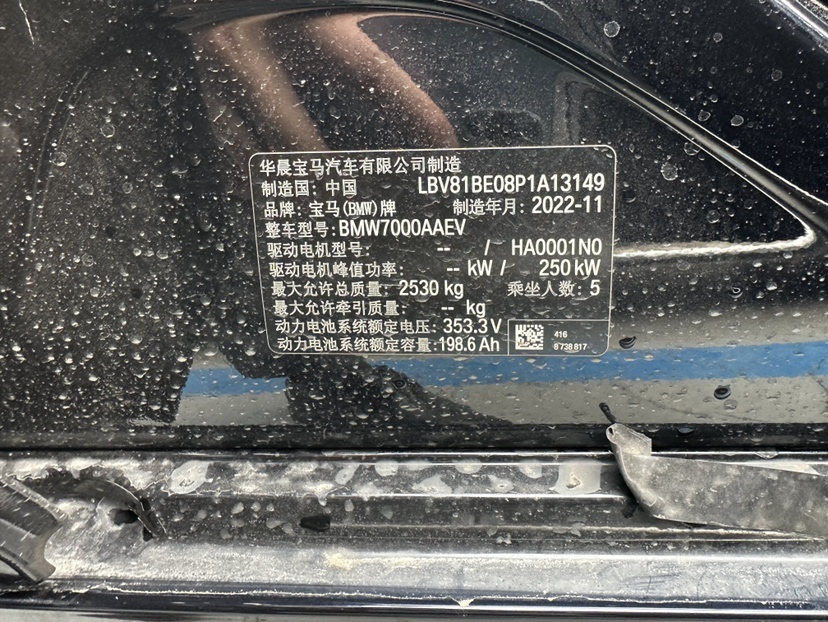 华晨宝马汽车有限公司制造
制造国: 中国 LBV81BE08P1A13149
品牌: 宝马(BMW)牌 制造年月: 2022-11
整车型号: BMW7000AAEV
驱动电机型号: -- / HA0001N0
驱动电机峰值功率: -- kW / 250 kW
最大允许总质量: 2530 kg 乘坐人数: 5
最大允许牵引质量: -- kg
动力电池系统额定电压: 353.3 V
动力电池系统额定容量: 198.6 Ah
416
6 738 817